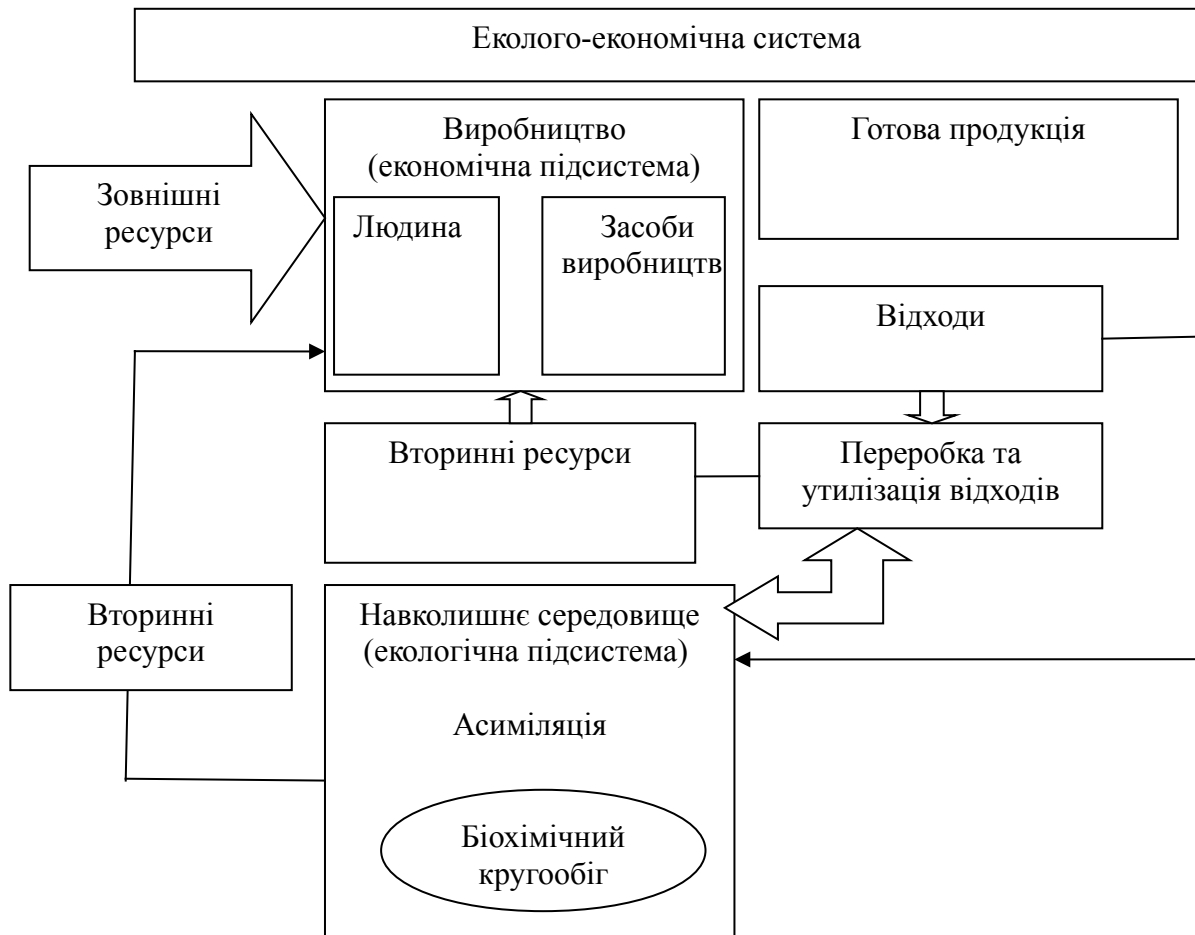 Еколого-економічна система
Виробництво
(економічна підсистема)
Готова продукція
Зовнішні
ресурси
Людина
Засоби
виробництв
Відходи
Вторинні ресурси
Переробка та
утилізація відходів
Вторинні
ресурси
Навколишнє середовище
(екологічна підсистема)
Асиміляція
Біохімічний
кругообіг